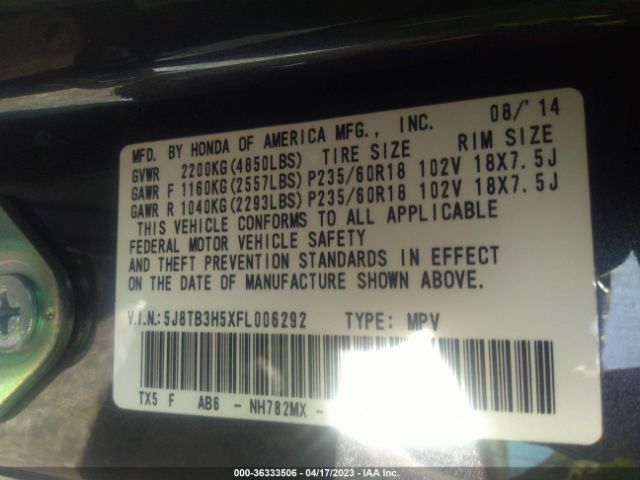 MFD. BY HONDA OF AMERICA MFG., INC. 08/'14
GVWR 2200KG(4850LBS) TIRE SIZE RIM SIZE
GAWR F 1160KG(2557LBS) P235/60R18 102V 18X7.5J
GAWR R 1040KG(2293LBS) P235/60R18 102V 18X7.5J
THIS VEHICLE CONFORMS TO ALL APPLICABLE
FEDERAL MOTOR VEHICLE SAFETY
AND THEFT PREVENTION STANDARDS IN EFFECT
ON THE DATE OF MANUFACTURE SHOWN ABOVE.
V.I.N.: 5J8TB3H5XFL006292 TYPE: MPV
TX5 F AB6 - NH782MX -
000-36333506 - 04/17/2023 - IAA Inc.